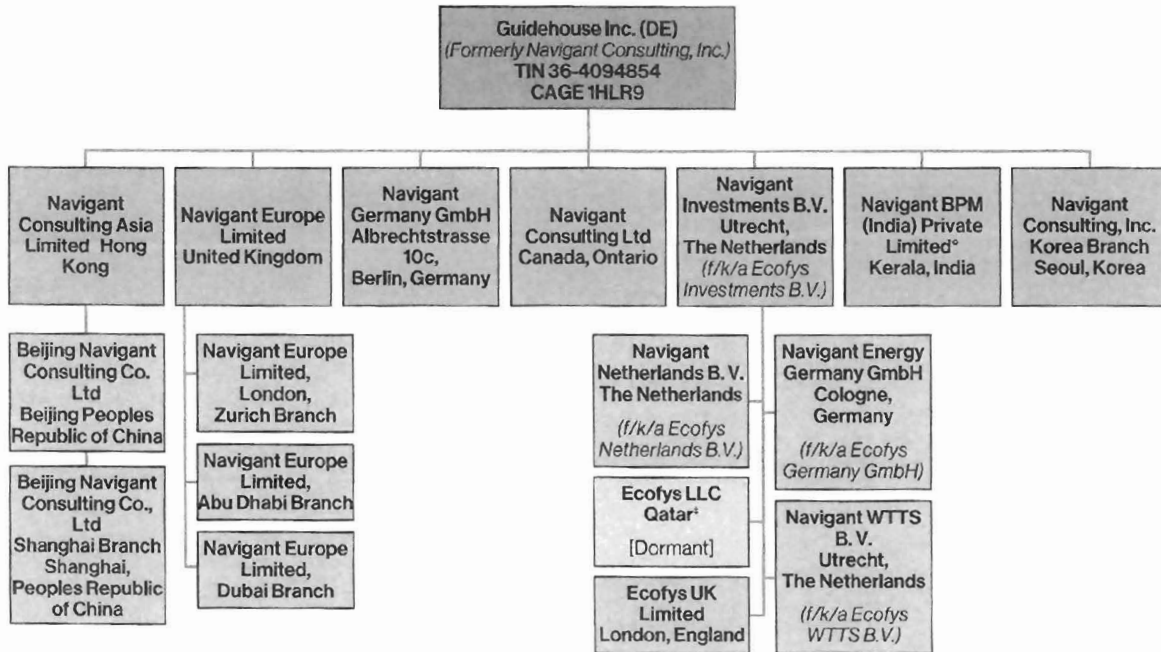 Guidehouse Inc. (DE)
(Formerly Navigant Consulting, Inc.)
TIN 36-4094854
CAGE 1HLR9
Navigant
Consulting Asia
Limited Hong
Kong
Navigant Europe
Limited
United Kingdom
Navigant
Germany GmbH
Albrechtstrasse
10c,
Berlin, Germany
Navigant
Consulting Ltd
Canada, Ontario
Navigant
Investments B.V.
Utrecht,
The Netherlands
(f/k/a Ecofys
Investments B.V.)
Navigant BPM
(India) Private
Limited°
Kerala, India
Navigant
Consulting, Inc.
Korea Branch
Seoul, Korea
Beijing Navigant
Consulting Co.
Ltd
Beijing Peoples
Republic of China
Beijing Navigant
Consulting Co.,
Ltd
Shanghai Branch
Shanghai,
Peoples Republic
of China
Navigant Europe
Limited,
London,
Zurich Branch
Navigant Europe
Limited,
Abu Dhabi Branch
Navigant Europe
Limited,
Dubai Branch
Navigant
Netherlands B. V.
The Netherlands
(f/k/a Ecofys
Netherlands B.V.)
Ecofys LLC
Qatar‡
[Dormant]
Ecofys UK
Limited
London, England
Navigant Energy
Germany GmbH
Cologne,
Germany
(f/k/a Ecofys
Germany GmbH)
Navigant WTTS
B. V.
Utrecht,
The Netherlands
(f/k/a Ecofys
WTTS B.V.)